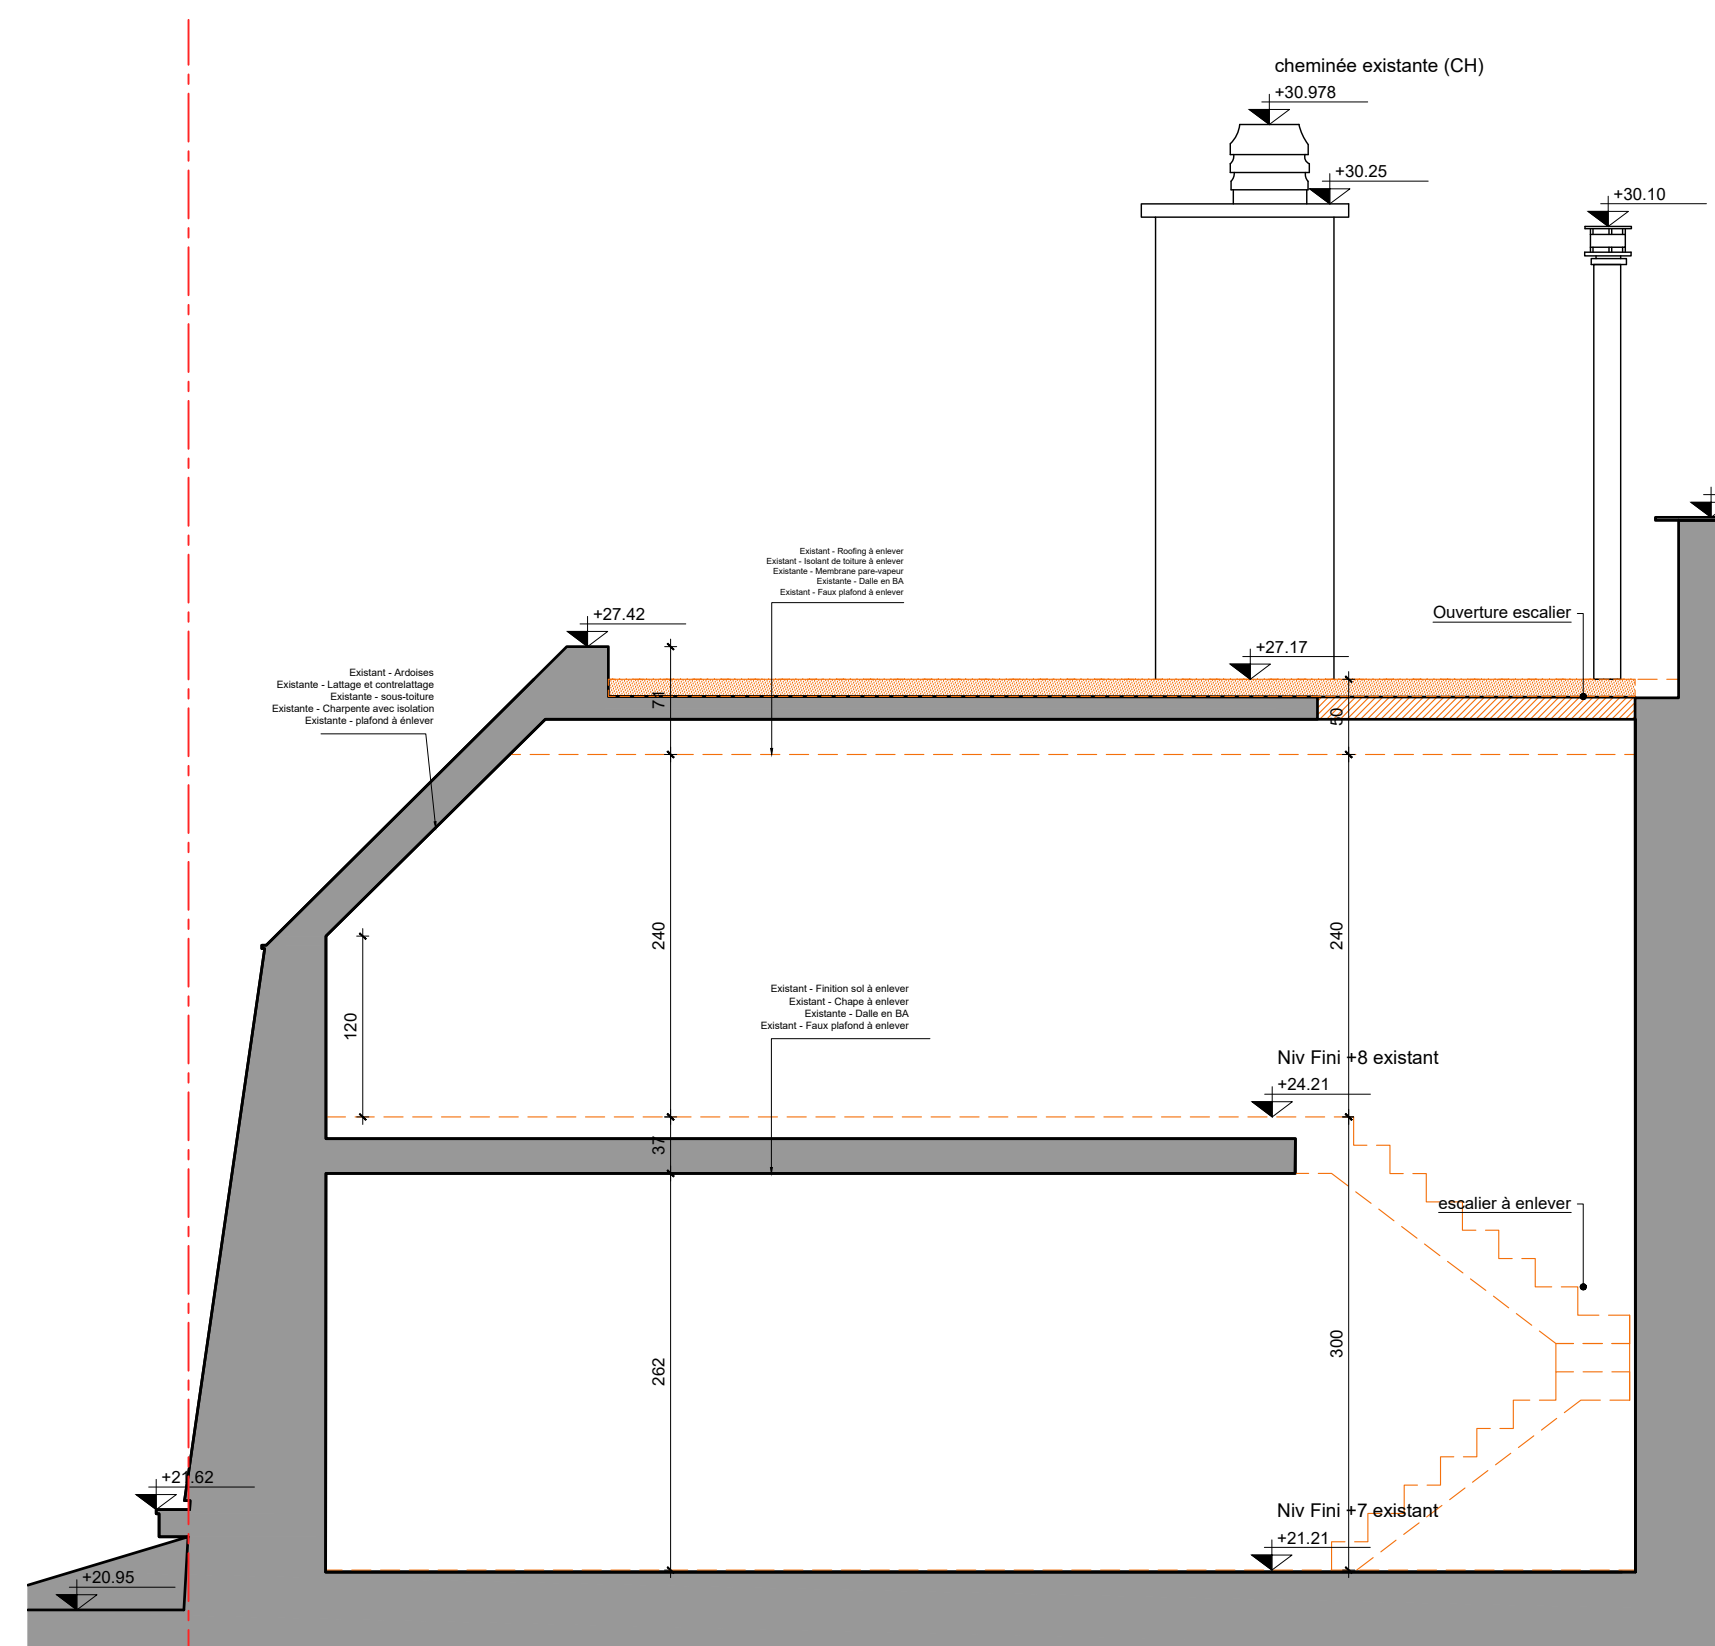 cheminée existante (CH)
+30.978
+30.25
+30.10
Existant - Roofing à enlever
Existant - Isolant de toiture à enlever
Existante - Membrane pare-vapeur
Existante - Dalle en BA
Existant - Faux plafond à enlever
+27.42
Ouverture escalier
+27.17
Existant - Ardoises
Existante - Lattage et contrelattage
Existante - sous-toiture
Existante - Charpente avec isolation
Existante - plafond à énlever
71
50
240
240
120
Existant - Finition sol à enlever
Existant - Chape à enlever
Existante - Dalle en BA
Existant - Faux plafond à enlever
Niv Fini +8 existant
+24.21
37
escalier à enlever
300
262
+21.62
Niv Fini +7 existant
+21.21
+20.95